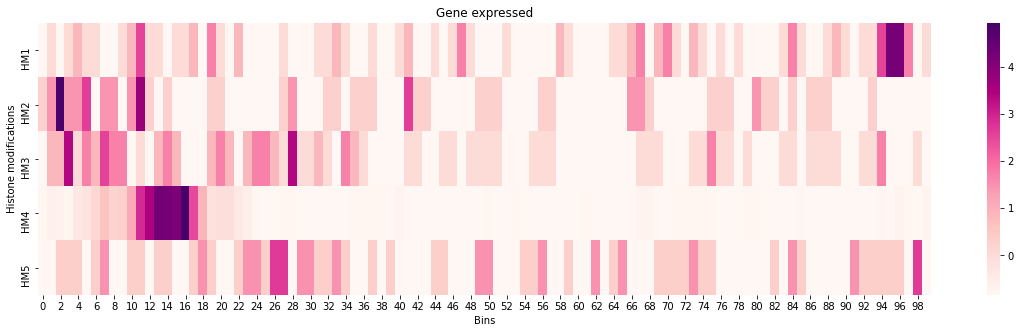 Gene expressed
Histone modifications
HM1
HM2
HM3
HM4
HM5
0 2 4 6 8 10 12 14 16 18 20 22 24 26 28 30 32 34 36 38 40 42 44 46 48 50 52 54 56 58 60 62 64 66 68 70 72 74 76 78 80 82 84 86 88 90 92 94 96 98
Bins
4
3
2
1
0